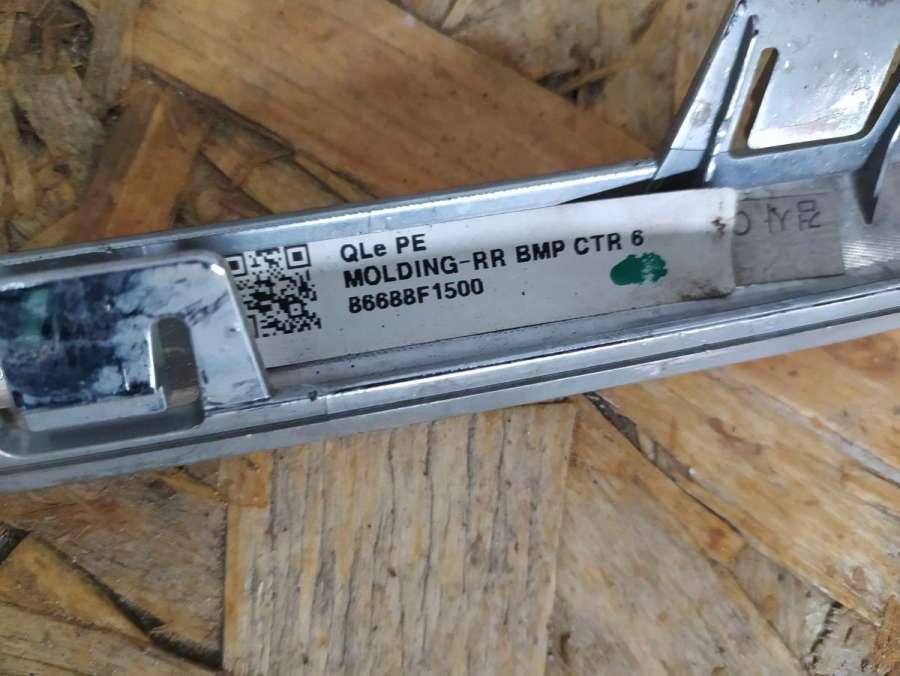 QLe PE
MOLDING-RR BMP CTR 6
86688F1500